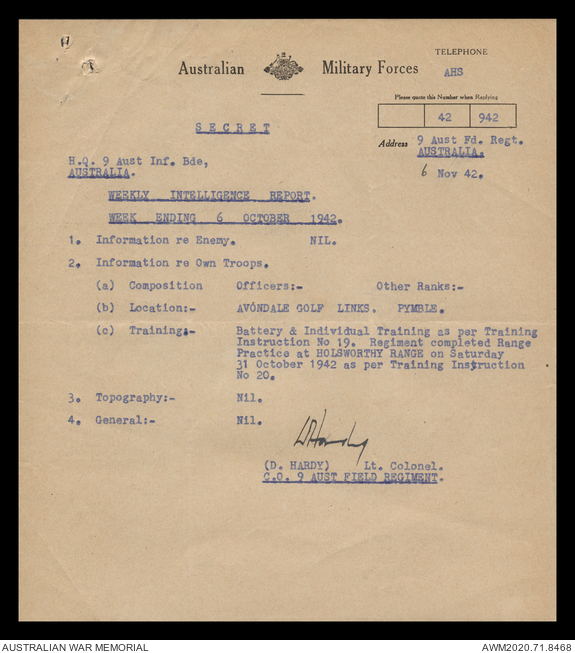 17
TELEPHONE
Australian Military Forces
AHS
Please quote this Number when Replying
42 942
SECRET
Address 9 Aust Fd. Regt.
AUSTRALIA.
H.Q. 9 Aust Inf. Bde,
AUSTRALIA.
6 Nov 42.
WEEKLY INTELLIGENCE REPORT.
WEEK ENDING 6 OCTOBER 1942.
1. Information re Enemy. NIL.
2. Information re Own Troops.
(a) Composition Officers:- Other Ranks:-
(b) Location:- AVONDALE GOLF LINKS. PYMBLE.
(c) Training:- Battery & Individual Training as per Training
Instruction No 19. Regiment completed Range
Practice at HOLSWORTHY RANGE on Saturday
31 October 1942 as per Training Instruction
No 20.
3. Topography:- Nil.
4. General:- Nil.
D Hardy
(D. HARDY) Lt. Colonel.
C.O. 9 AUST FIELD REGIMENT.
AUSTRALIAN WAR MEMORIAL AWM2020.71.8468